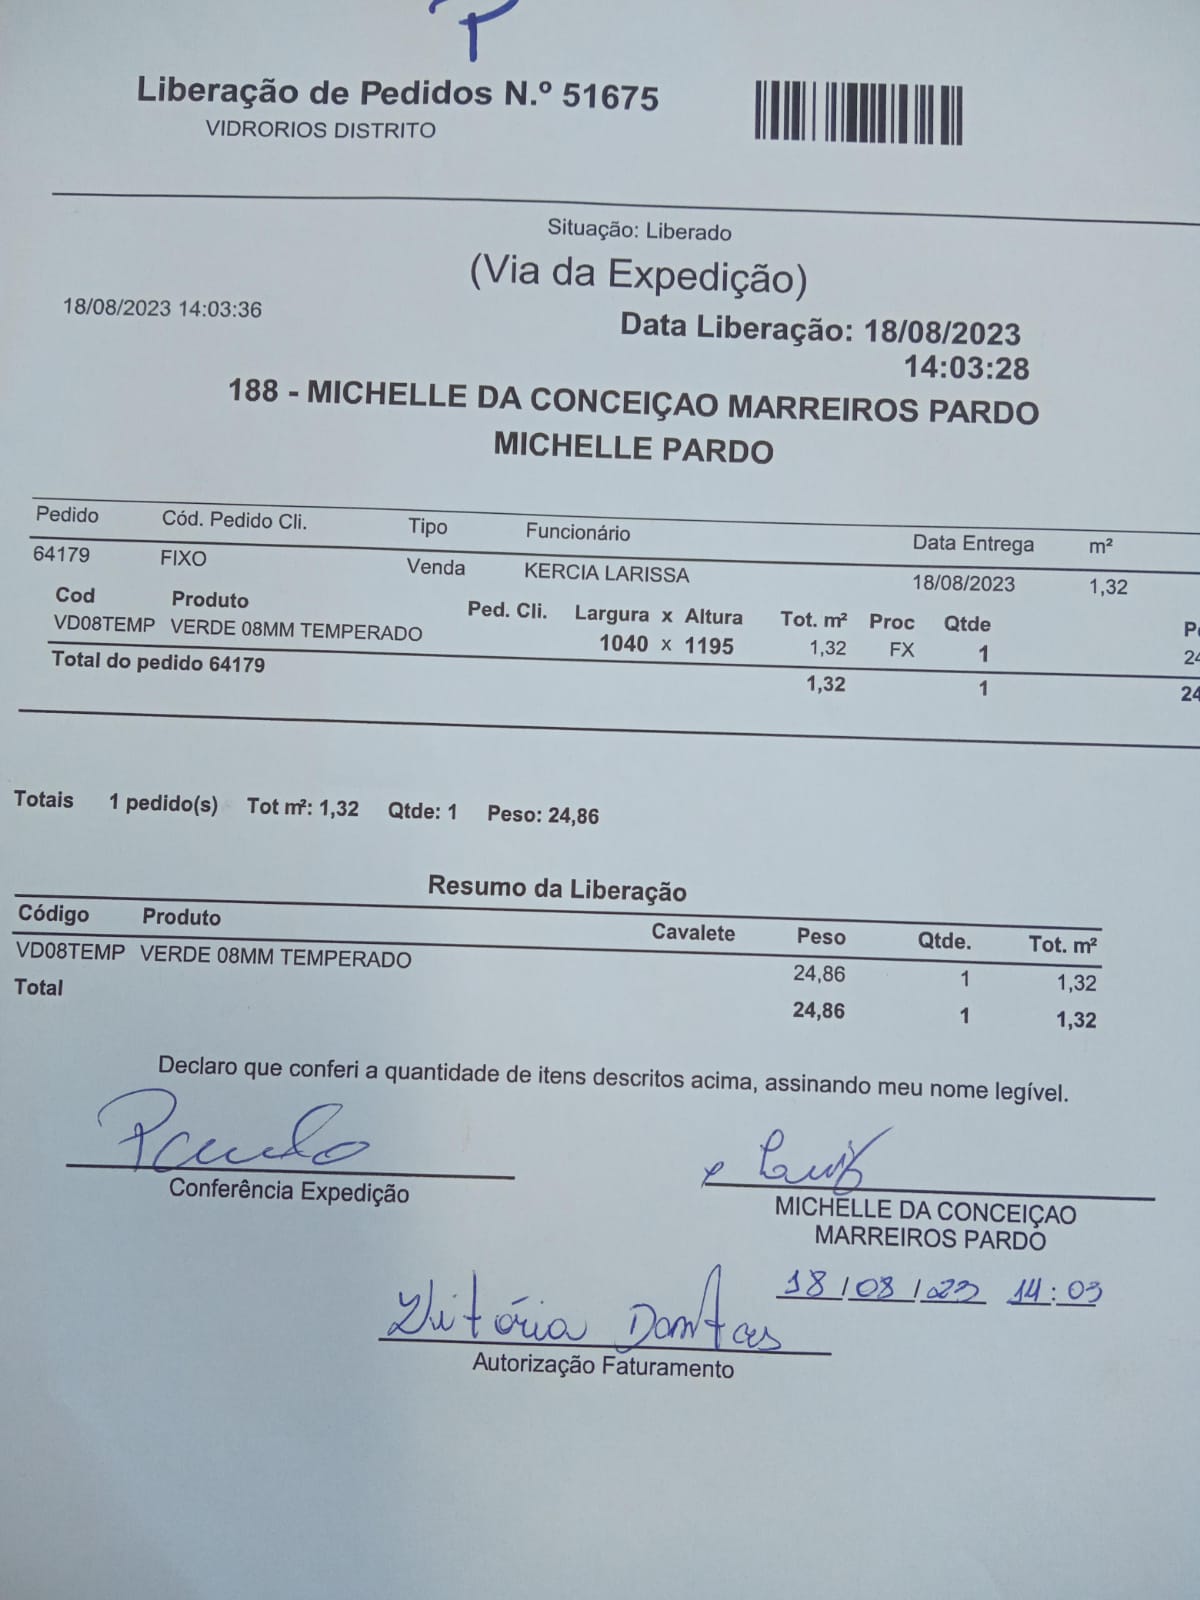 P
Liberação de Pedidos N.º 51675
VIDRORIOS DISTRITO
Situação: Liberado
(Via da Expedição)
18/08/2023 14:03:36
Data Liberação: 18/08/2023
14:03:28
188 - MICHELLE DA CONCEIÇAO MARREIROS PARDO
MICHELLE PARDO
Pedido Cód. Pedido Cli. Tipo Funcionário Data Entrega m²
64179 FIXO Venda KERCIA LARISSA 18/08/2023 1,32
Cod Produto Ped. Cli. Largura x Altura Tot. m² Proc Qtde
VD08TEMP VERDE 08MM TEMPERADO 1040 x 1195 1,32 FX 1 24
Total do pedido 64179 1,32 1 24
Totais 1 pedido(s) Tot m²: 1,32 Qtde: 1 Peso: 24,86
Resumo da Liberação
Código Produto Cavalete Peso Qtde. Tot. m²
VD08TEMP VERDE 08MM TEMPERADO 24,86 1 1,32
Total 24,86 1 1,32
Declaro que conferi a quantidade de itens descritos acima, assinando meu nome legível.
Paulo
Conferência Expedição
x Luiz
MICHELLE DA CONCEIÇAO
MARREIROS PARDO
18/08/23 14:03
Vitória Dantas
Autorização Faturamento